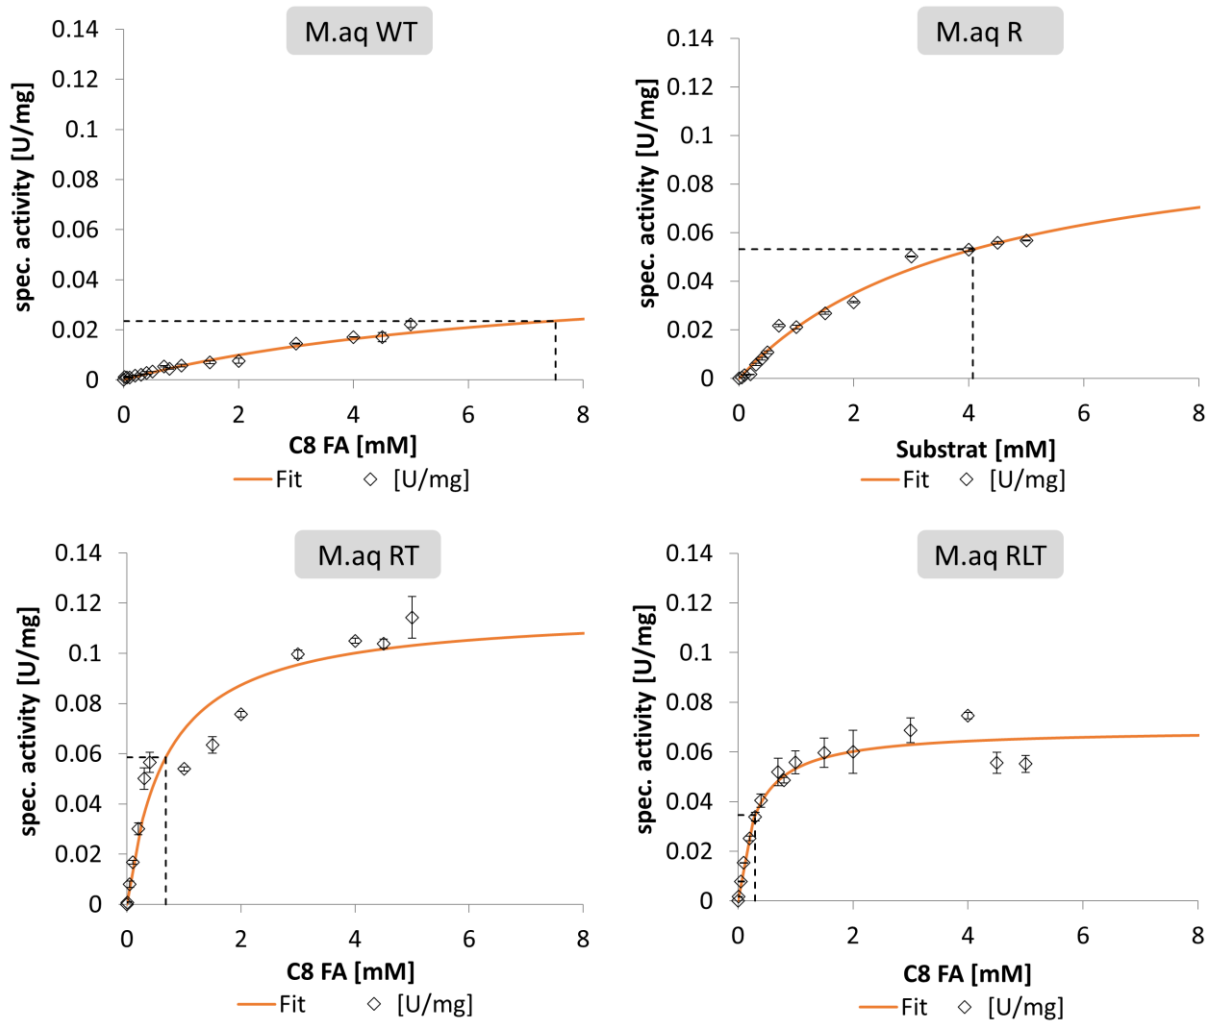 M.aq WT
spec. activity [U/mg]
0.14
0.12
0.1
0.08
0.06
0.04
0.02
0
0 2 4 6 8
C8 FA [mM]
Fit [U/mg]
M.aq R
spec. activity [U/mg]
0.14
0.12
0.1
0.08
0.06
0.04
0.02
0
0 2 4 6 8
Substrat [mM]
Fit [U/mg]
M.aq RT
spec. activity [U/mg]
0.14
0.12
0.1
0.08
0.06
0.04
0.02
0
0 2 4 6 8
C8 FA [mM]
Fit [U/mg]
M.aq RLT
spec. activity [U/mg]
0.14
0.12
0.1
0.08
0.06
0.04
0.02
0
0 2 4 6 8
C8 FA [mM]
Fit [U/mg]